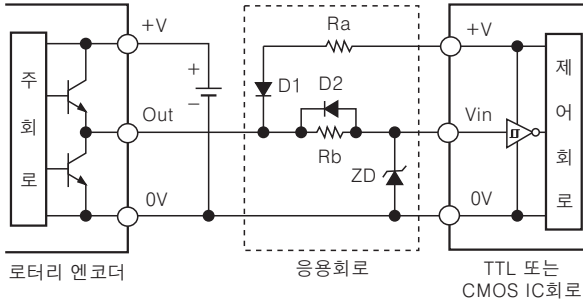 +V
Ra
+V
주
회
로
+
−
D1
D2
제
어
회
로
Out
Vin
Rb
ZD
0V
0V
로터리 엔코더
응용회로
TTL 또는
CMOS IC회로